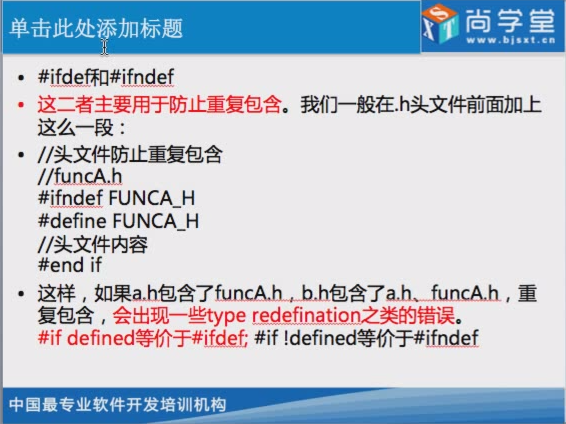 单击此处添加标题
SXT
尚学堂
www.bjsxt.cn
• #ifdef和#ifndef
• 这二者主要用于防止重复包含。我们一般在.h头文件前面加上
这么一段：
• //头文件防止重复包含
//funcA.h
#ifndef FUNCA_H
#define FUNCA_H
//头文件内容
#end if
• 这样，如果a.h包含了funcA.h，b.h包含了a.h、funcA.h，重
复包含，会出现一些type redefination之类的错误。
#if defined等价于#ifdef; #if !defined等价于#ifndef
中国最专业软件开发培训机构